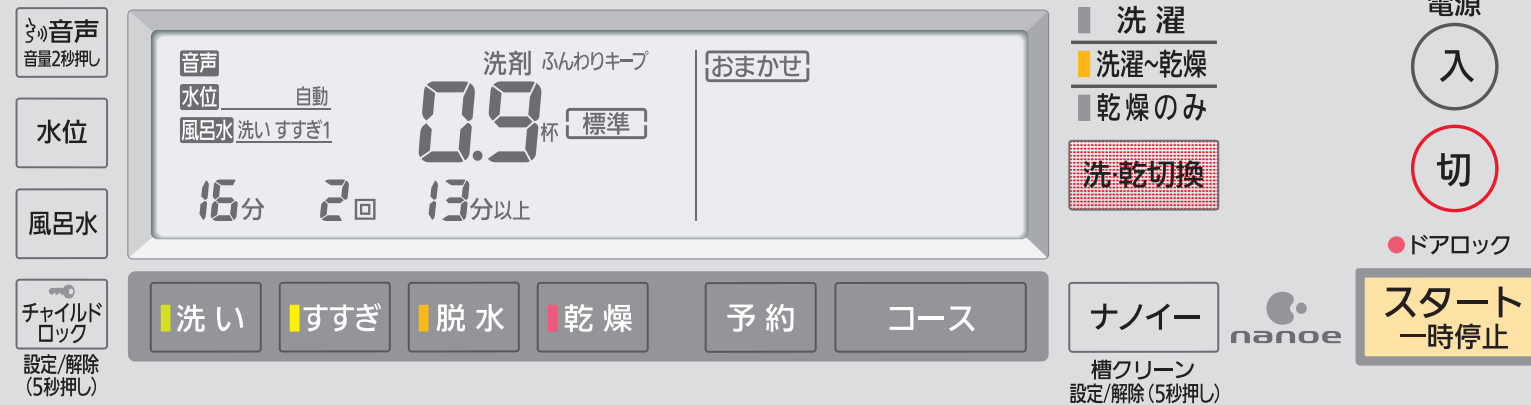 音声
音量2秒押し
水位
風呂水
チャイルド
ロック
設定/解除
(5秒押し)
音声
水位 自動
風呂水 洗い すすぎ1
洗剤 ふんわりキープ
0.9杯 標準
16分 2回 13分以上
おまかせ
洗い すすぎ 脱水 乾燥 予約 コース
洗濯
洗濯~乾燥
乾燥のみ
洗・乾切換
ナノイー
槽クリーン
設定/解除(5秒押し)
nanoe
電源
入
切
ドアロック
スタート
一時停止